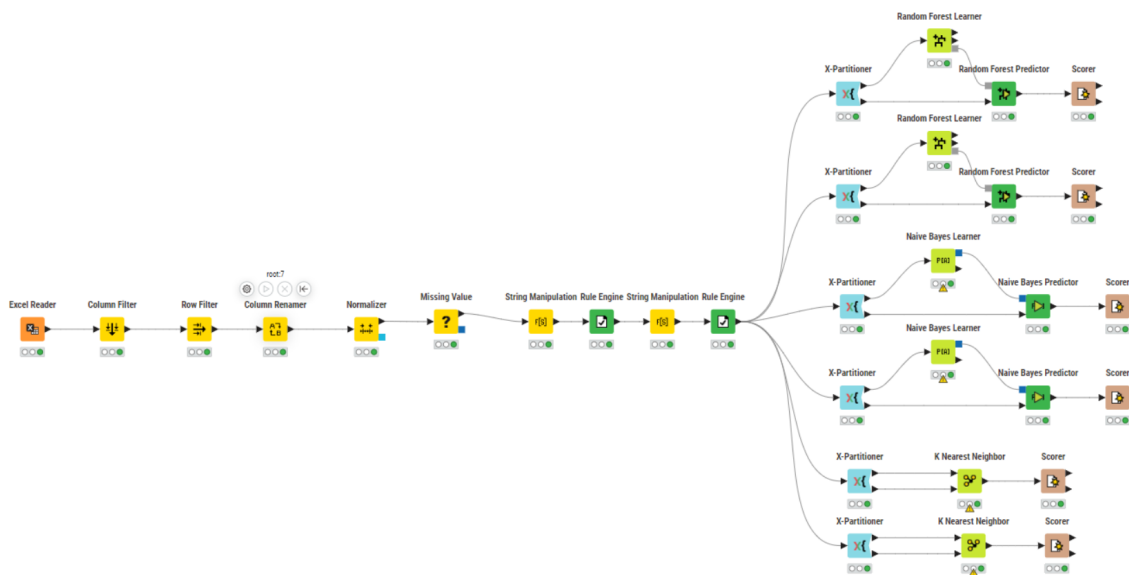 Random Forest Learner
X-Partitioner
Random Forest Predictor
Scorer
Random Forest Learner
X-Partitioner
Random Forest Predictor
Scorer
Naive Bayes Learner
P[A]
X-Partitioner
Naive Bayes Predictor
Scorer
root:7
Excel Reader
Column Filter
Row Filter
Column Renamer
Normalizer
Missing Value
?
String Manipulation
Rule Engine
String Manipulation
Rule Engine
f[S]
f[S]
Naive Bayes Learner
P[A]
X-Partitioner
Naive Bayes Predictor
Scorer
X-Partitioner
K Nearest Neighbor
Scorer
X-Partitioner
K Nearest Neighbor
Scorer